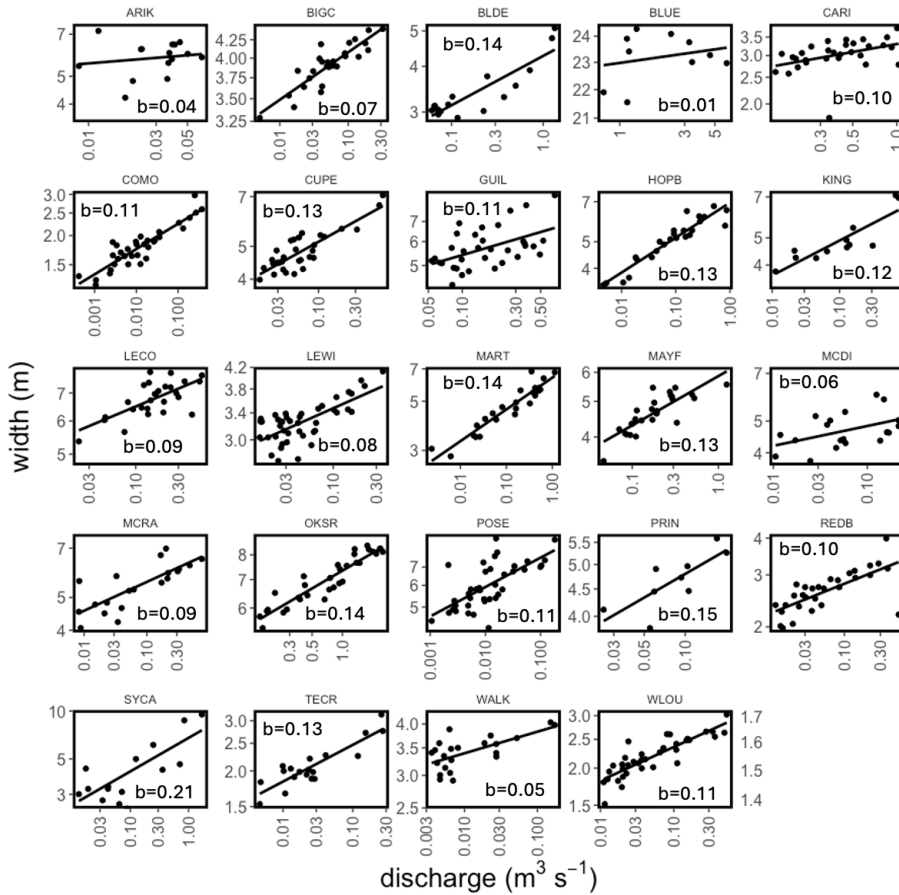 ARIK BIGC BLDE BLUE CARI
7 5 4 b=0.04 0.01 0.03 0.05
4.25 4.00 3.75 3.50 3.25 b=0.07 0.01 0.03 0.10 0.30
5 4 3 b=0.14 0.1 0.3 1.0
24 23 22 21 b=0.01 1 3 5
3.5 3.0 2.5 2.0 b=0.10 0.3 0.5 1.0
COMO CUPE GUIL HOPB KING
3.0 2.5 2.0 1.5 b=0.11 0.001 0.010 0.100
7 5 4 b=0.13 0.03 0.10 0.30
7 6 5 b=0.11 0.05 0.10 0.30 0.50
7 5 4 b=0.13 0.01 0.10 1.00
7 5 4 b=0.12 0.01 0.03 0.10 0.30
LECO LEWI MART MAYF MCDI
7 6 5 b=0.09 0.03 0.10 0.30
4.2 3.8 3.4 3.0 b=0.08 0.03 0.10 0.30
7 5 3 b=0.14 0.01 0.10 1.00
6 5 4 b=0.13 0.1 0.3 1.0
7 5 4 b=0.06 0.01 0.03 0.10
MCRA OKSR POSE PRIN REDB
7 5 4 b=0.09 0.01 0.03 0.10 0.30
8 7 6 b=0.14 0.3 0.5 1.0
7 6 5 4 b=0.11 0.001 0.010 0.100
5.5 5.0 4.5 4.0 b=0.15 0.03 0.05 0.10
4 3 2 b=0.10 0.03 0.10 0.30
SYCA TECR WALK WLOU
10 5 3 b=0.21 0.03 0.10 0.30 1.00
3.0 2.5 2.0 1.5 b=0.13 0.01 0.03 0.10 0.30
4.0 3.5 3.0 2.5 b=0.05 0.003 0.010 0.030 0.100
3.0 2.5 2.0 1.5 b=0.11 0.01 0.03 0.10 0.30
1.7 1.6 1.5 1.4
width (m)
discharge (m³ s⁻¹)